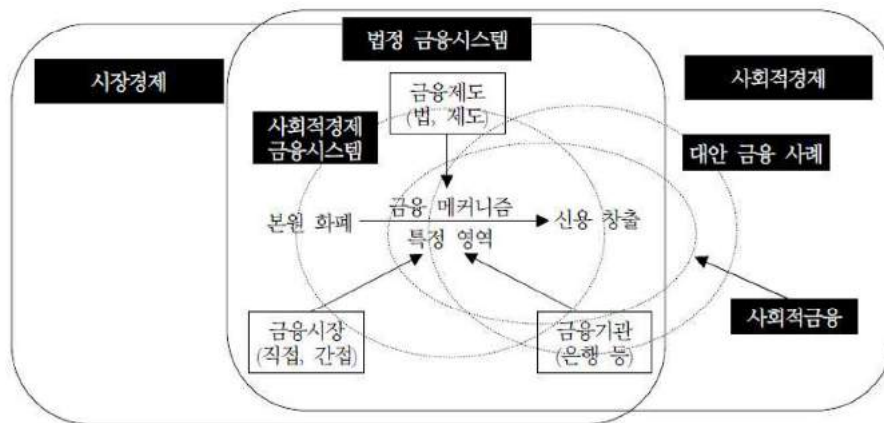 법정 금융시스템
시장경제
사회적경제
금융제도
(법, 제도)
사회적경제
금융시스템
대안 금융 사례
금융 메커니즘
본원 화폐
신용 창출
특정 영역
사회적금융
금융시장
(직접, 간접)
금융기관
(은행 등)